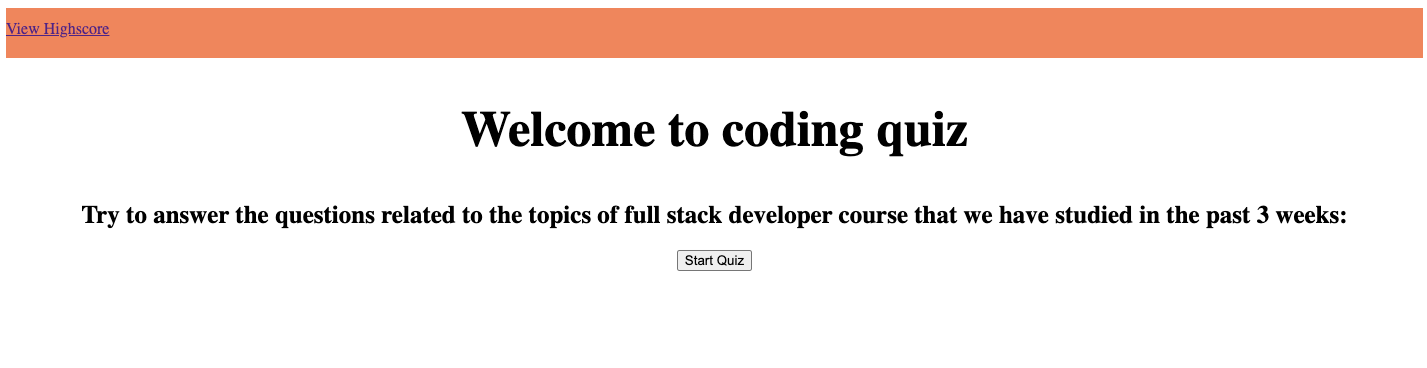 View Highscore
Welcome to coding quiz
Try to answer the questions related to the topics of full stack developer course that we have studied in the past 3 weeks:
Start Quiz